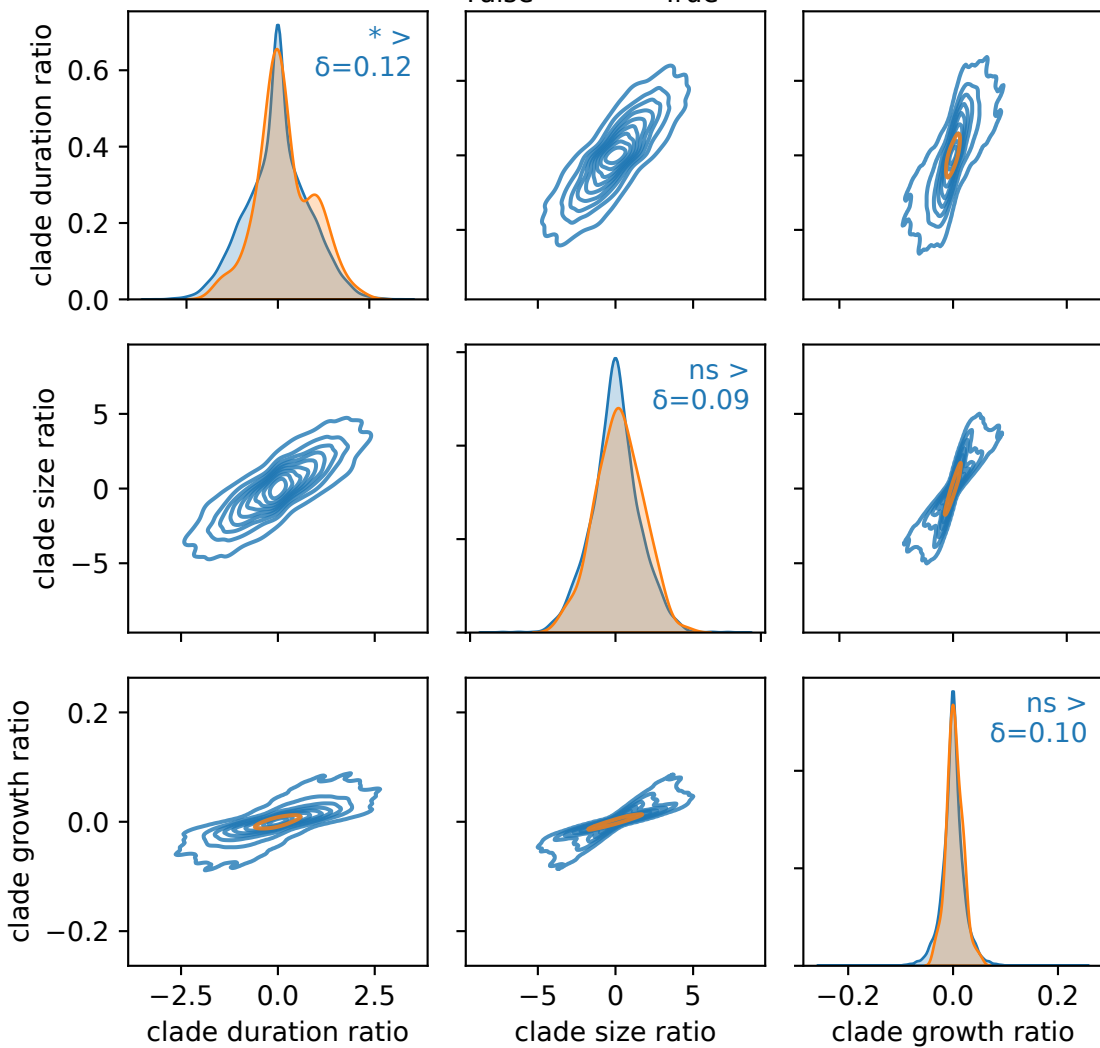 True
clade duration ratio
0.6
0.4
0.2
0.0
* >
δ=0.12
clade size ratio
5
0
−5
ns >
δ=0.09
clade growth ratio
0.2
0.0
−0.2
ns >
δ=0.10
−2.5
0.0
2.5
−5
0
5
−0.2
0.0
0.2
clade duration ratio
clade size ratio
clade growth ratio